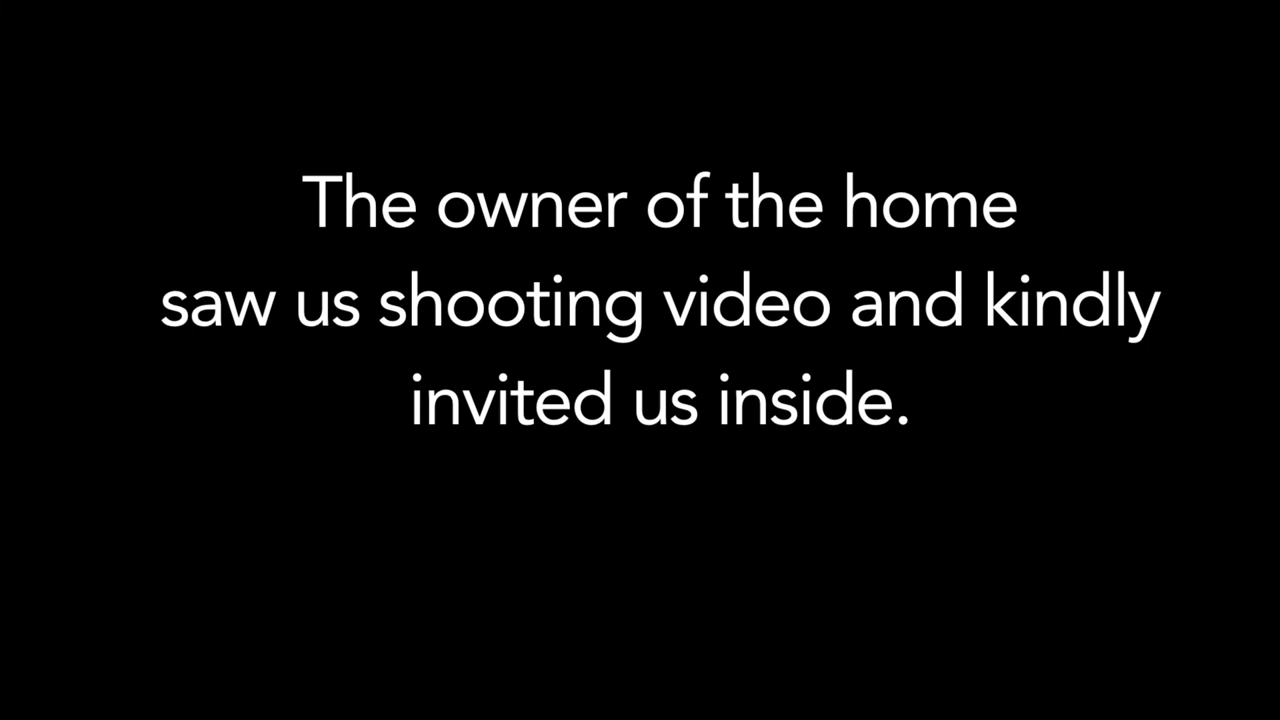 The owner of the home
saw us shooting video and kindly
invited us inside.